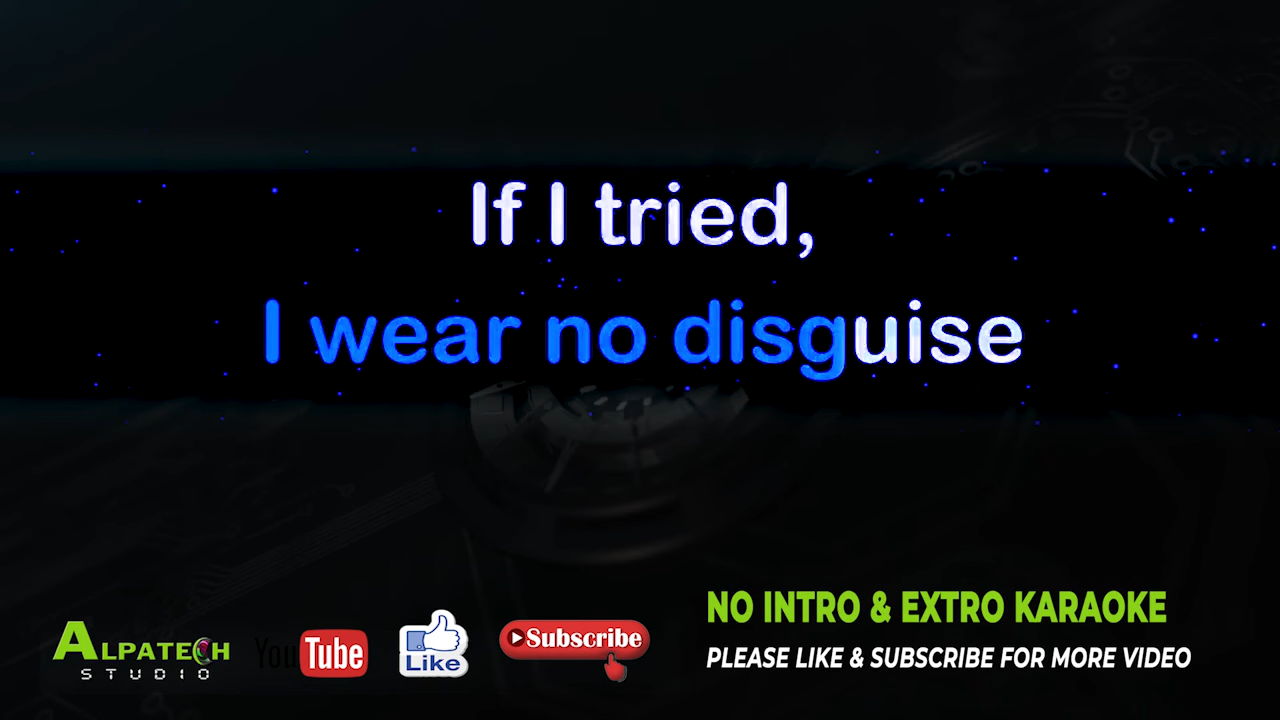 If I tried,
I wear no disguise
NO INTRO & EXTRO KARAOKE
ALPATECH
STUDIO
YouTube
Like
Subscribe
PLEASE LIKE & SUBSCRIBE FOR MORE VIDEO